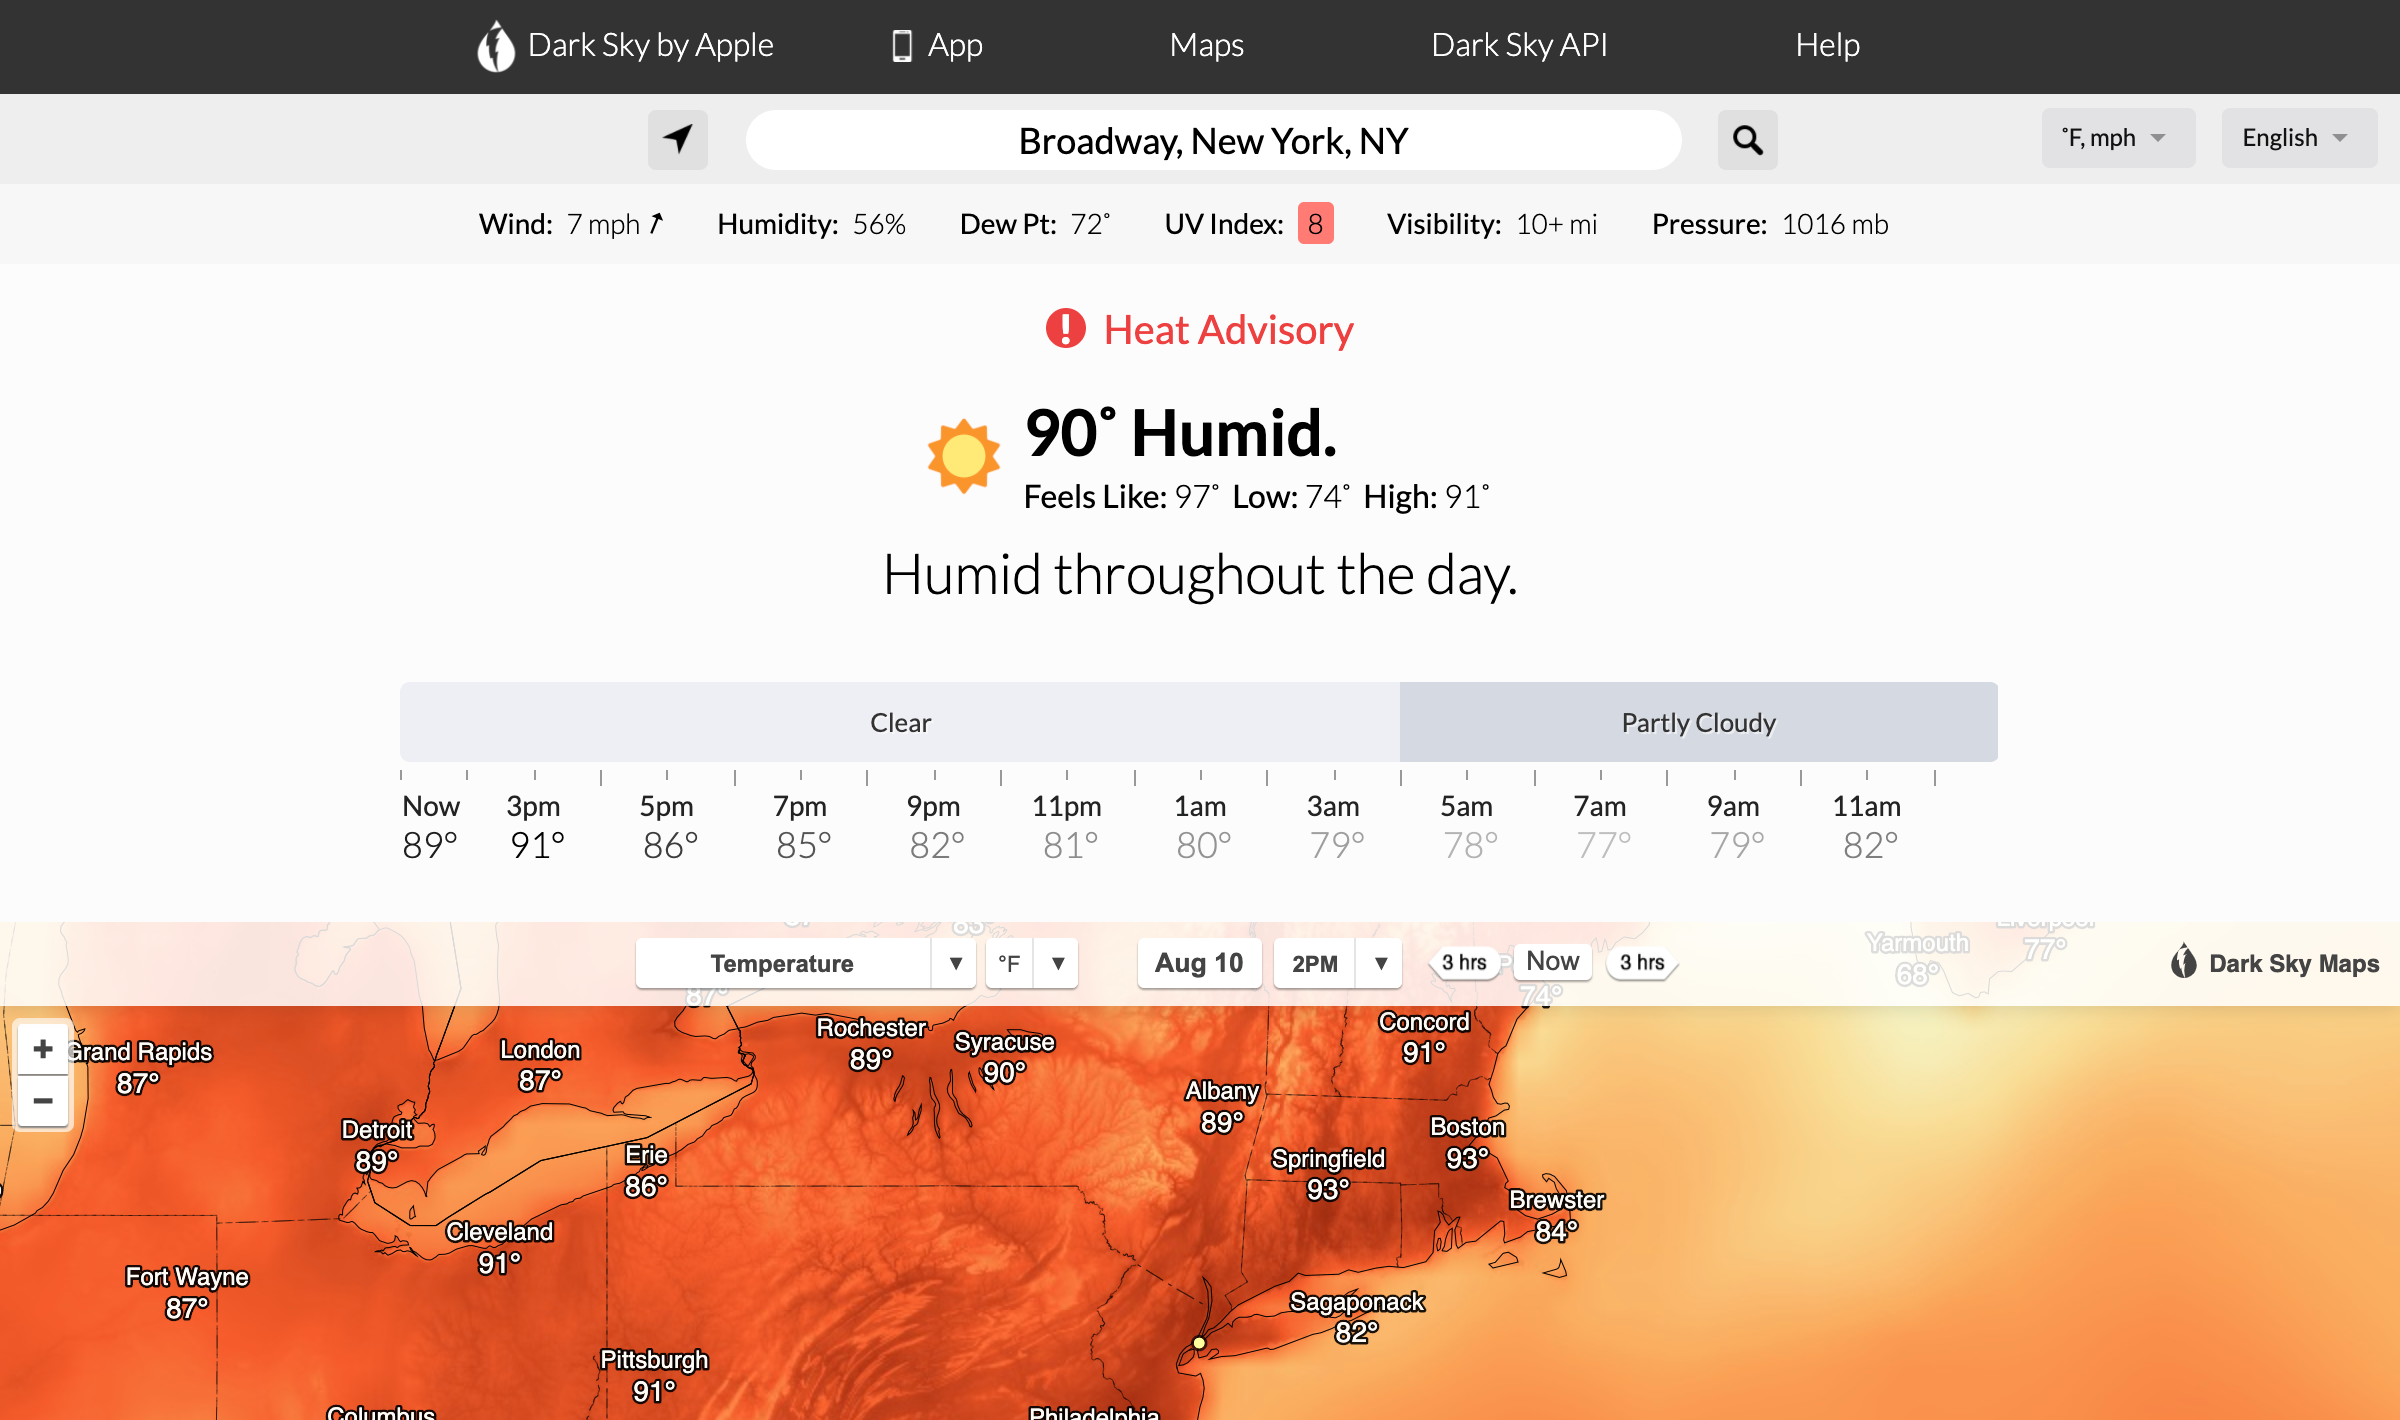 Dark Sky by Apple App Maps Dark Sky API Help
Broadway, New York, NY
˚F, mph
English
Wind: 7 mph Humidity: 56% Dew Pt: 72˚ UV Index: 8 Visibility: 10+ mi Pressure: 1016 mb
Heat Advisory
90˚ Humid.
Feels Like: 97˚ Low: 74˚ High: 91˚
Humid throughout the day.
Clear Partly Cloudy
Now 3pm 5pm 7pm 9pm 11pm 1am 3am 5am 7am 9am 11am
89° 91° 86° 85° 82° 81° 80° 79° 78° 77° 79° 82°
Temperature ▼ °F ▼ Aug 10 2PM ▼ 3 hrs Now 3 hrs
Dark Sky Maps
Liverpool
77°
Yarmouth
68°
87°
74°
+
−
Grand Rapids
87°
London
87°
Rochester
89°
Syracuse
90°
Concord
91°
Albany
89°
Detroit
89°
Boston
93°
Erie
86°
Springfield
93°
Brewster
84°
Cleveland
91°
Fort Wayne
87°
Sagaponack
82°
Pittsburgh
91°
Columbus
Philadelphia